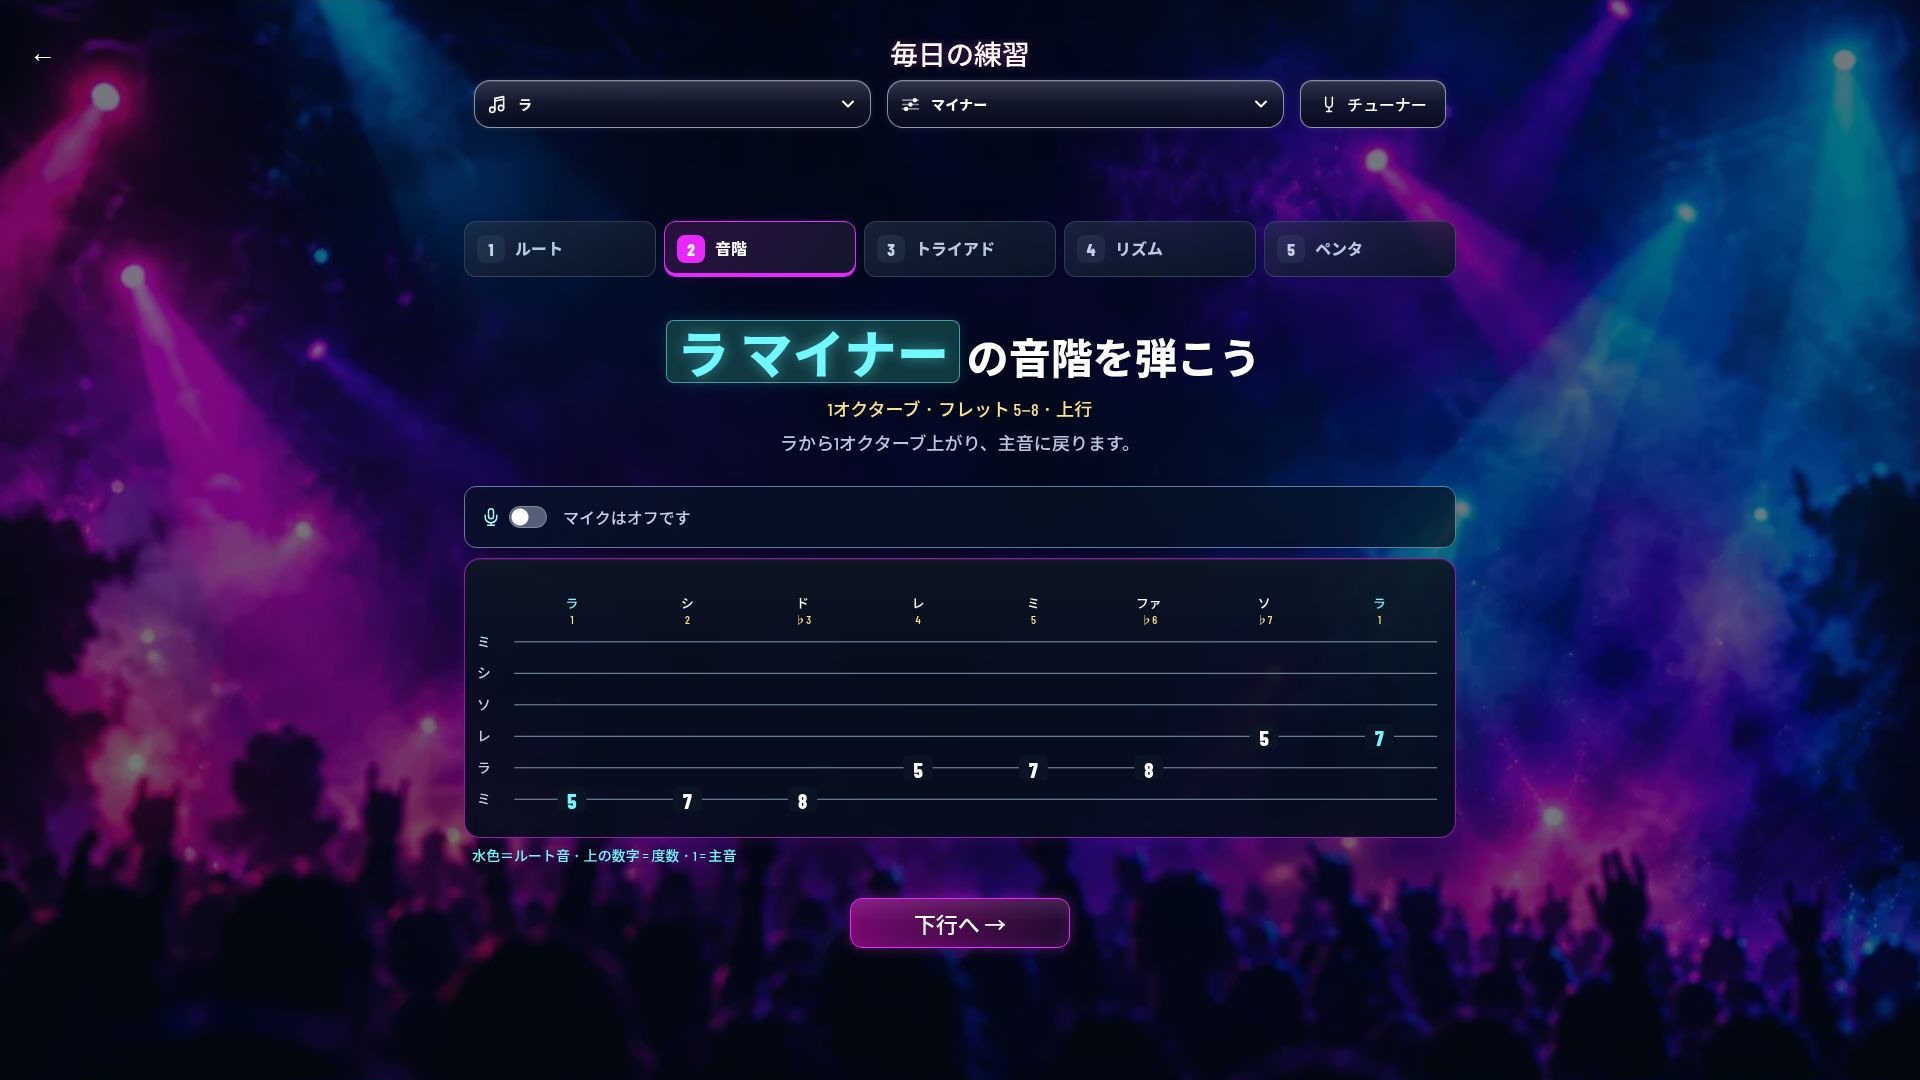 ←
毎日の練習
ラ
マイナー
チューナー
1 ルート
2 音階
3 トライアド
4 リズム
5 ペンタ
ラ マイナー の音階を弾こう
1オクターブ · フレット 5–8 · 上行
ラから1オクターブ上がり、主音に戻ります。
マイクはオフです
ラ シ ド レ ミ ファ ソ ラ
1 2 ♭3 4 5 ♭6 ♭7 1
ミ
シ
ソ
レ 5 7
ラ 5 7 8
ミ 5 7 8
水色=ルート音 · 上の数字 = 度数 · 1 = 主音
下行へ →